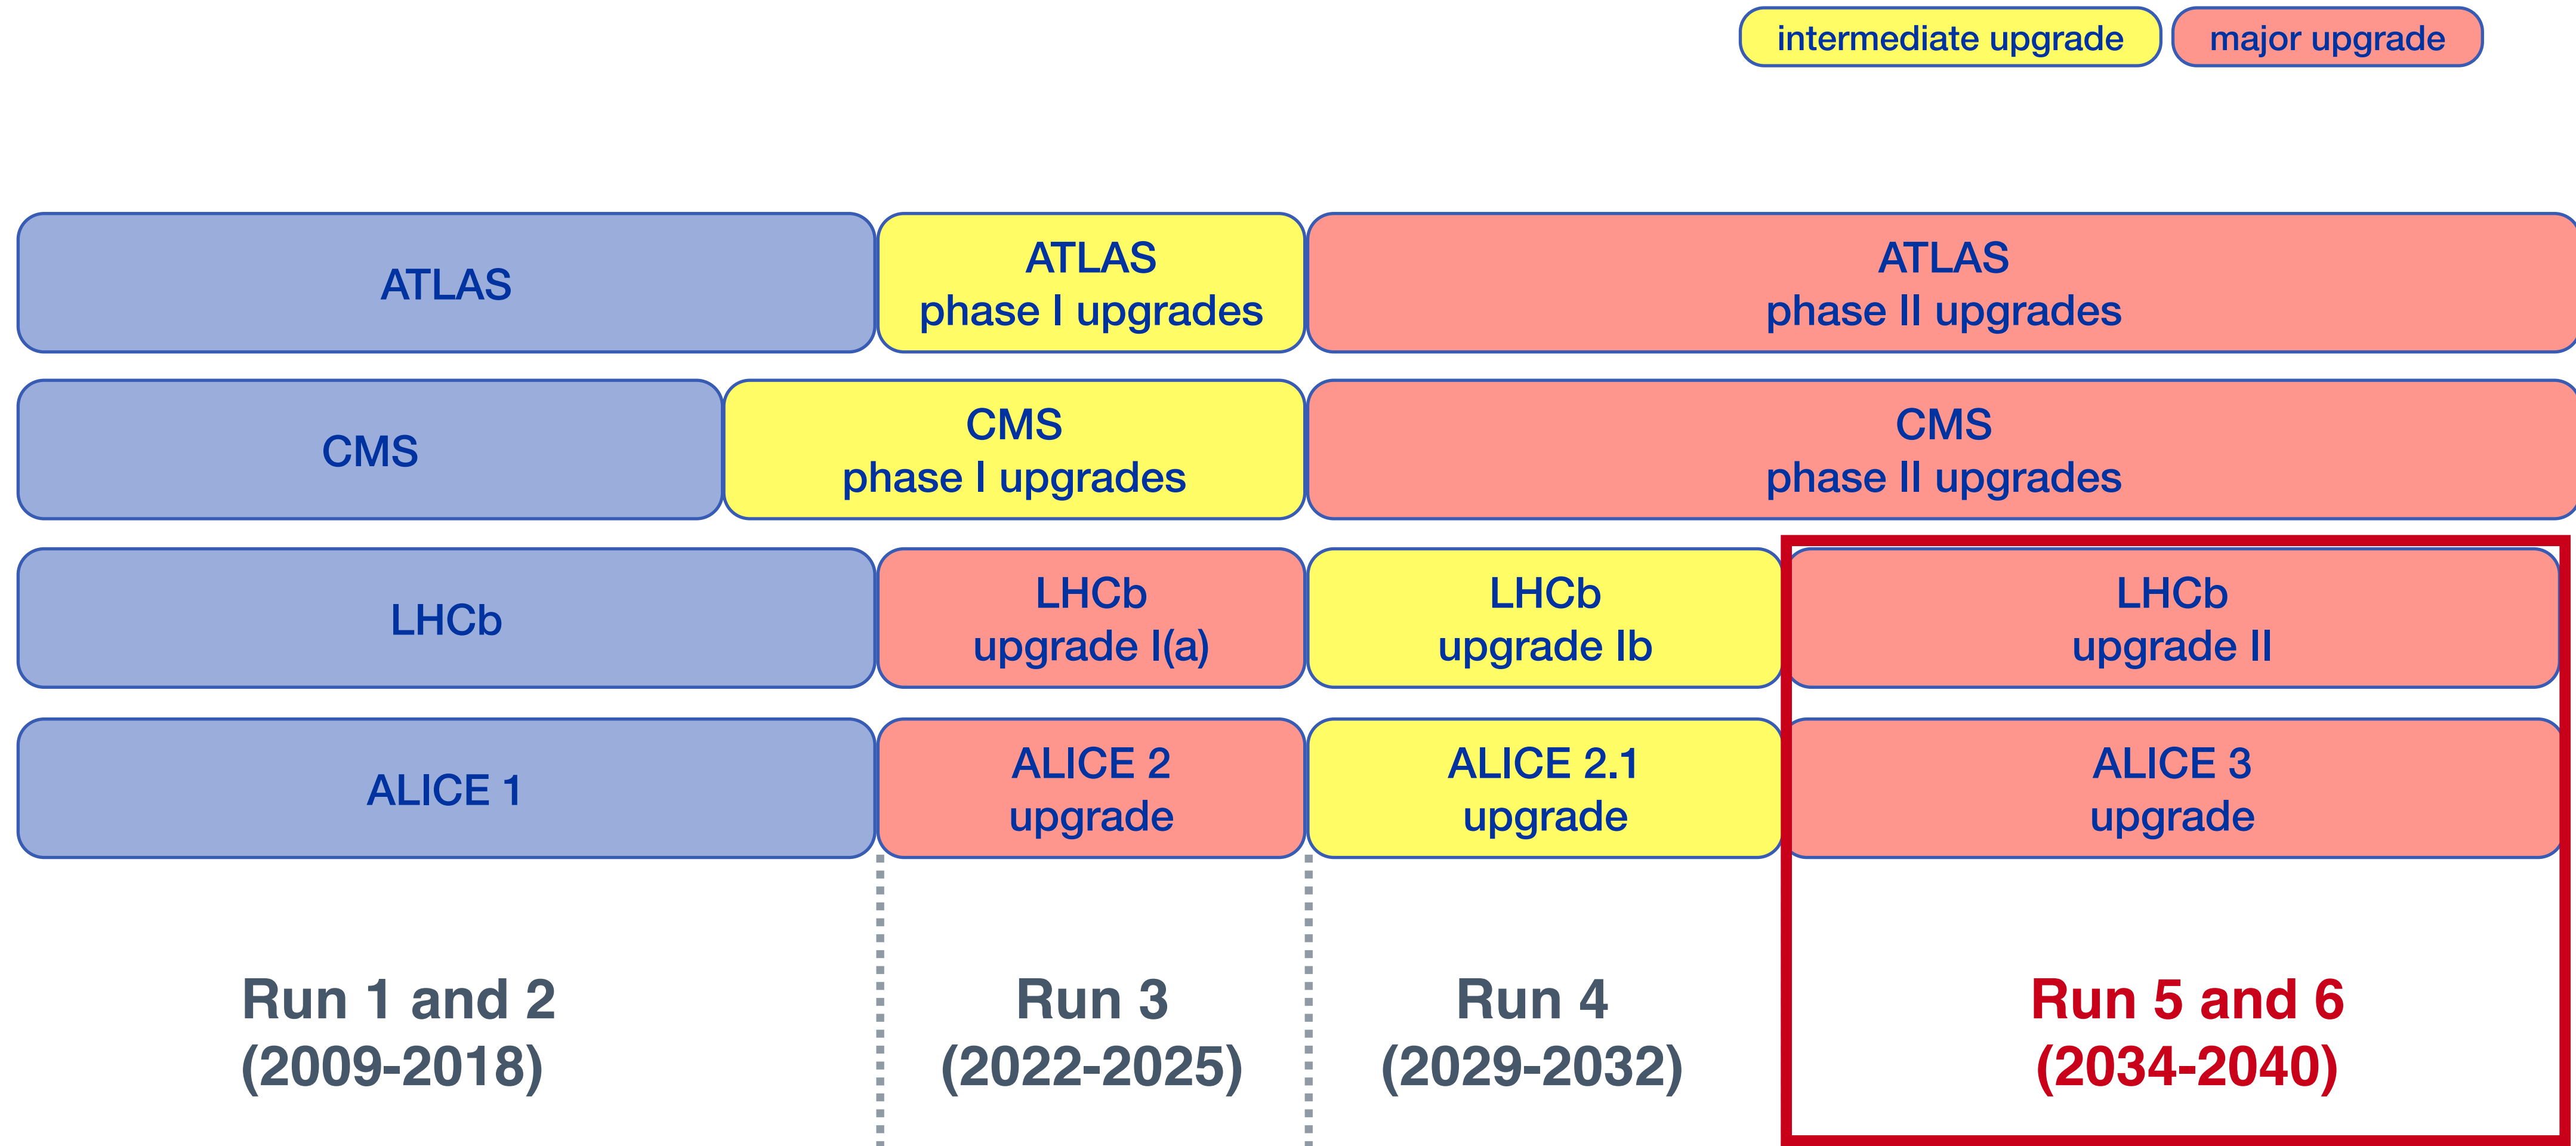 intermediate upgrade
major upgrade
ATLAS
ATLAS
phase I upgrades
ATLAS
phase II upgrades
CMS
CMS
phase I upgrades
CMS
phase II upgrades
LHCb
LHCb
upgrade I(a)
LHCb
upgrade Ib
LHCb
upgrade II
ALICE 1
ALICE 2
upgrade
ALICE 2.1
upgrade
ALICE 3
upgrade
Run 1 and 2
(2009-2018)
Run 3
(2022-2025)
Run 4
(2029-2032)
Run 5 and 6
(2034-2040)